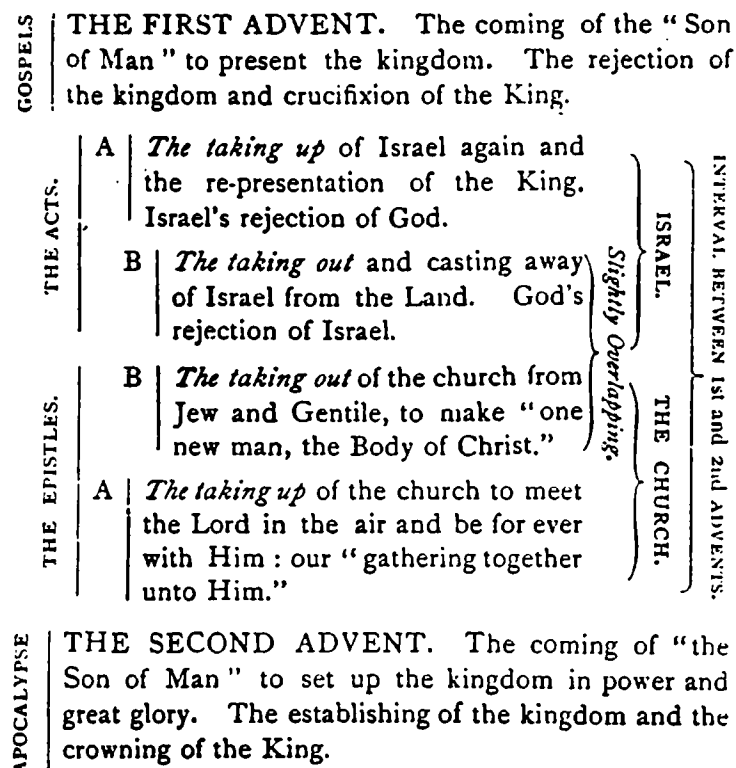 GOSPELS
THE FIRST ADVENT. The coming of the “ Son
of Man ” to present the kingdom. The rejection of
the kingdom and crucifixion of the King.
THE ACTS.
A
The taking up of Israel again and
the re-presentation of the King.
Israel's rejection of God.
B
The taking out and casting away
of Israel from the Land. God's
rejection of Israel.
THE EPISTLES.
B
The taking out of the church from
Jew and Gentile, to make “one
new man, the Body of Christ.”
A
The taking up of the church to meet
the Lord in the air and be for ever
with Him : our “ gathering together
unto Him.”
Slightly Overlapping.
ISRAEL.
THE CHURCH.
INTERVAL BETWEEN 1st and 2nd ADVENTS.
APOCALYPSE
THE SECOND ADVENT. The coming of “the
Son of Man ” to set up the kingdom in power and
great glory. The establishing of the kingdom and the
crowning of the King.